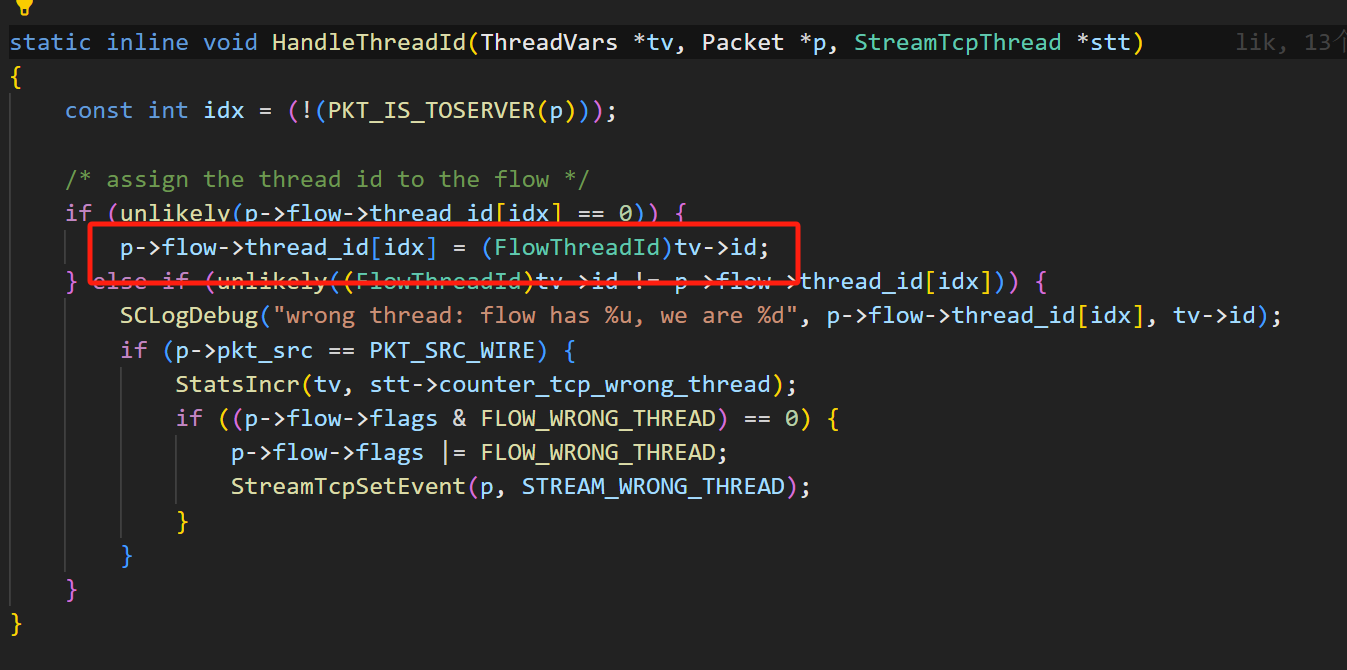 static inline void HandleThreadId(ThreadVars *tv, Packet *p, StreamTcpThread *stt) lik, 13个
{
    const int idx = (!(PKT_IS_TOSERVER(p)));
    /* assign the thread id to the flow */
    if (unlikely(p->flow->thread_id[idx] == 0)) {
        p->flow->thread_id[idx] = (FlowThreadId)tv->id;
    } else if (unlikely((FlowThreadId)tv->id != p->flow->thread_id[idx])) {
        SCLogDebug("wrong thread: flow has %u, we are %d", p->flow->thread_id[idx], tv->id);
        if (p->pkt_src == PKT_SRC_WIRE) {
            StatsIncr(tv, stt->counter_tcp_wrong_thread);
            if ((p->flow->flags & FLOW_WRONG_THREAD) == 0) {
                p->flow->flags |= FLOW_WRONG_THREAD;
                StreamTcpSetEvent(p, STREAM_WRONG_THREAD);
            }
        }
    }
}